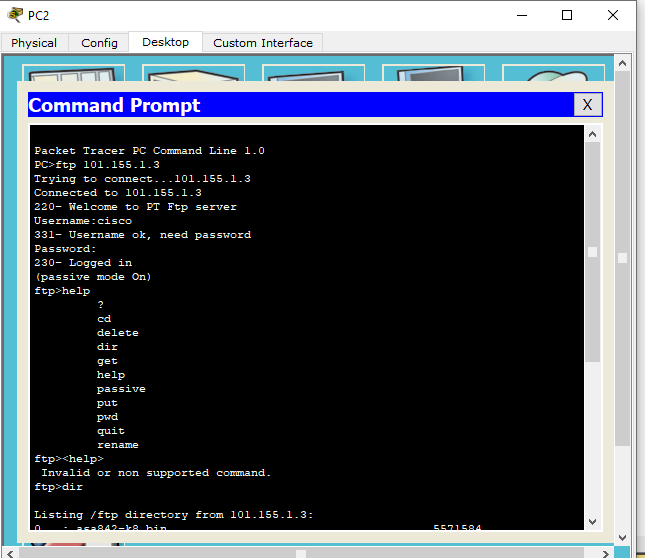 PC2
Physical Config Desktop Custom Interface
Command Prompt X
Packet Tracer PC Command Line 1.0
PC>ftp 101.155.1.3
Trying to connect...101.155.1.3
Connected to 101.155.1.3
220- Welcome to PT Ftp server
Username:cisco
331- Username ok, need password
Password:
230- Logged in
(passive mode On)
ftp>help
?
cd
delete
dir
get
help
passive
put
pwd
quit
rename
ftp><help>
Invalid or non supported command.
ftp>dir
Listing /ftp directory from 101.155.1.3:
0 : asa842-k8.bin 5571584